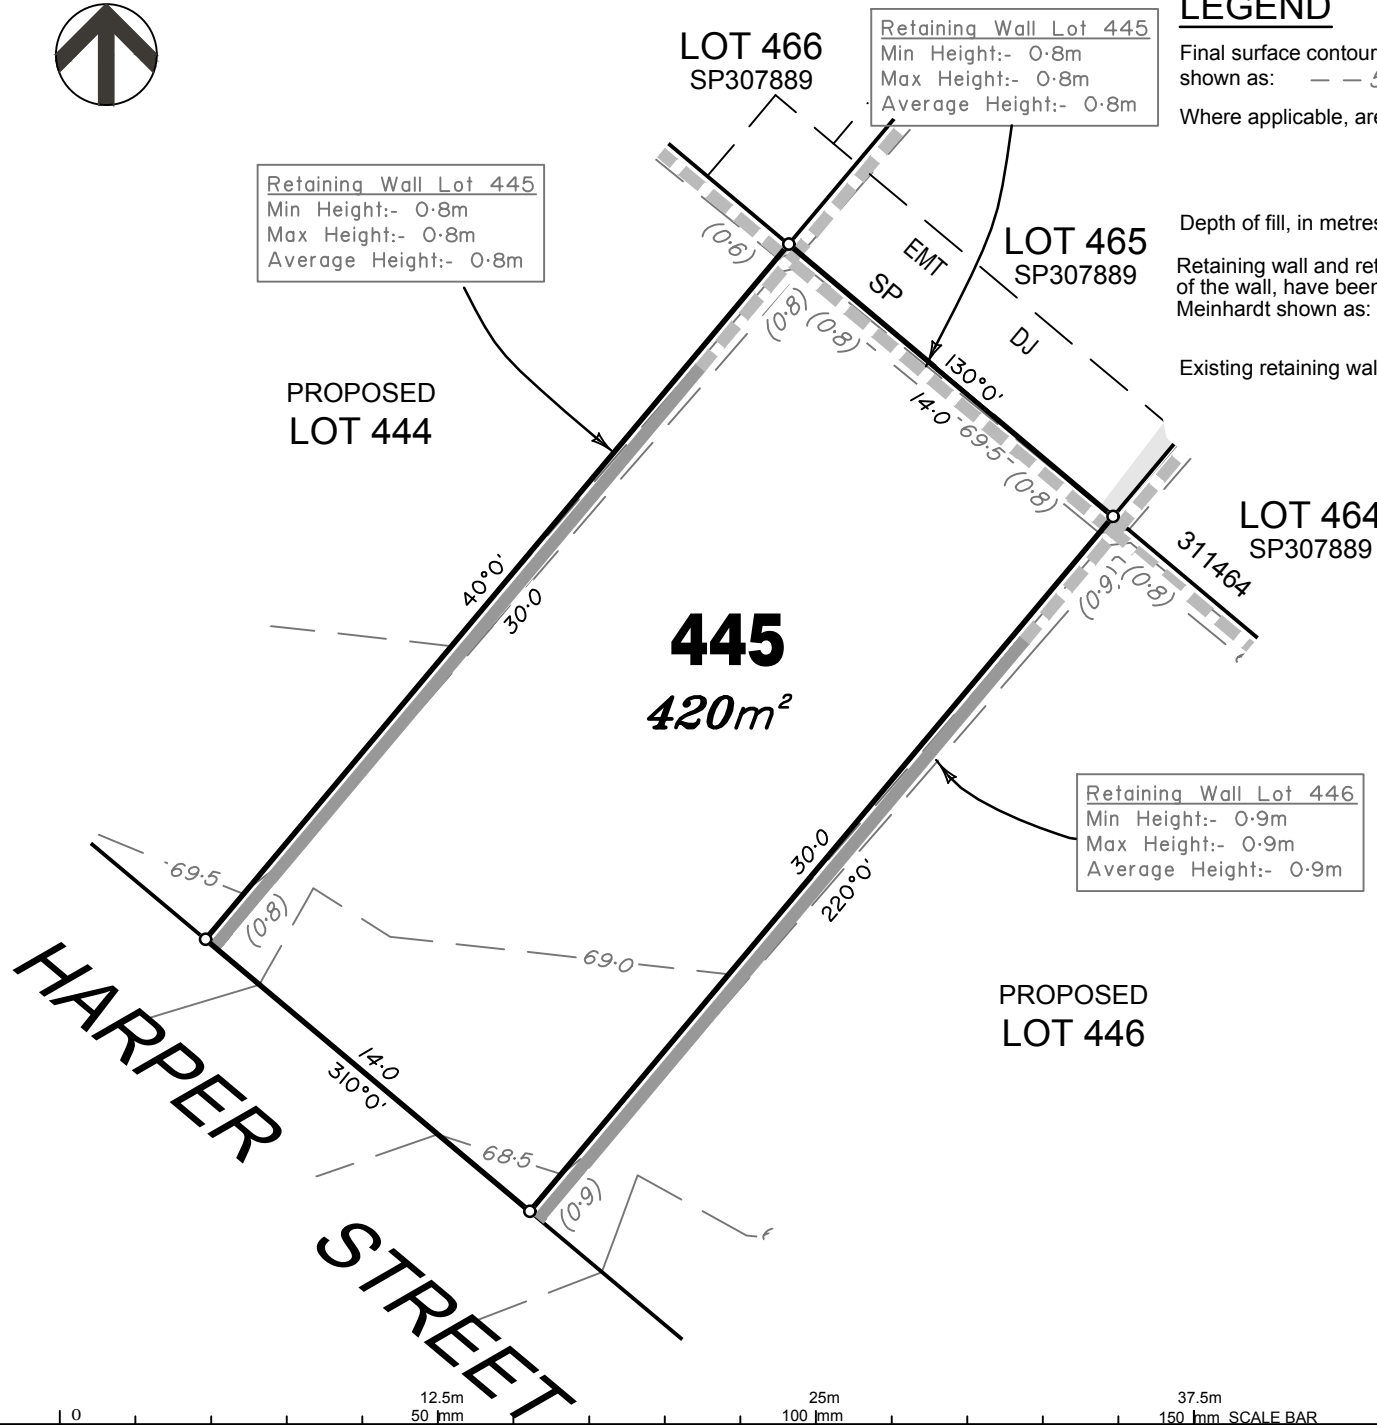 LEGEND
Final surface contour
shown as:
Where applicable, are
Depth of fill, in metres
Retaining wall and ret
of the wall, have been
Meinhardt shown as:
Existing retaining wal
LOT 466
SP307889
Retaining Wall Lot 445
Min Height:- 0·8m
Max Height:- 0·8m
Average Height:- 0·8m
Retaining Wall Lot 445
Min Height:- 0·8m
Max Height:- 0·8m
Average Height:- 0·8m
(0·6)
EMT
LOT 465
SP307889
SP
DJ
(0·8)
(0·8)
130°0'
14·0
69·5
(0·8)
PROPOSED
LOT 444
LOT 464
SP307889
311464
(0·9)
(0·8)
40°0'
30·0
445
420m²
Retaining Wall Lot 446
Min Height:- 0·9m
Max Height:- 0·9m
Average Height:- 0·9m
30·0
220°0'
69·5
(0·8)
69·0
PROPOSED
LOT 446
14·0
310°0'
68·5
(0·9)
HARPER STREET
12.5m
25m
37.5m
0
50 mm
100 mm
150 mm SCALE BAR